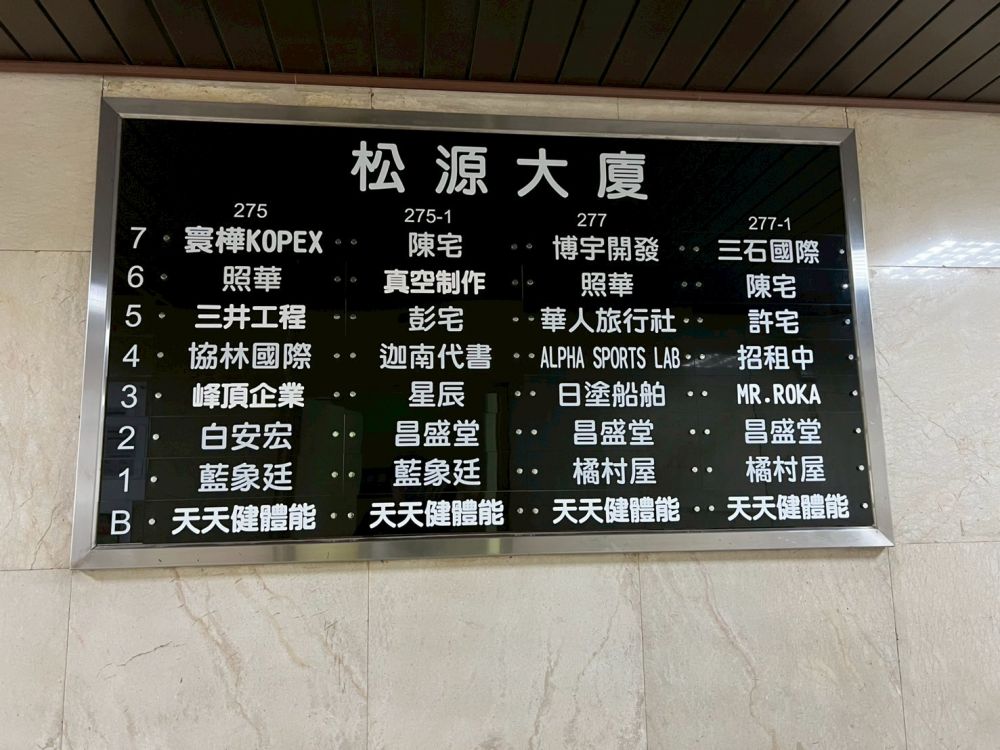 松源大廈
275 275-1 277 277-1
7 寰樺KOPEX 陳宅 博宇開發 三石國際
6 照華 真空制作 照華 陳宅
5 三井工程 彭宅 華人旅行社 許宅
4 協林國際 迦南代書 ALPHA SPORTS LAB 招租中
3 峰頂企業 星辰 日塗船舶 MR.ROKA
2 白安宏 昌盛堂 昌盛堂 昌盛堂
1 藍象廷 藍象廷 橘村屋 橘村屋
B 天天健體能 天天健體能 天天健體能 天天健體能